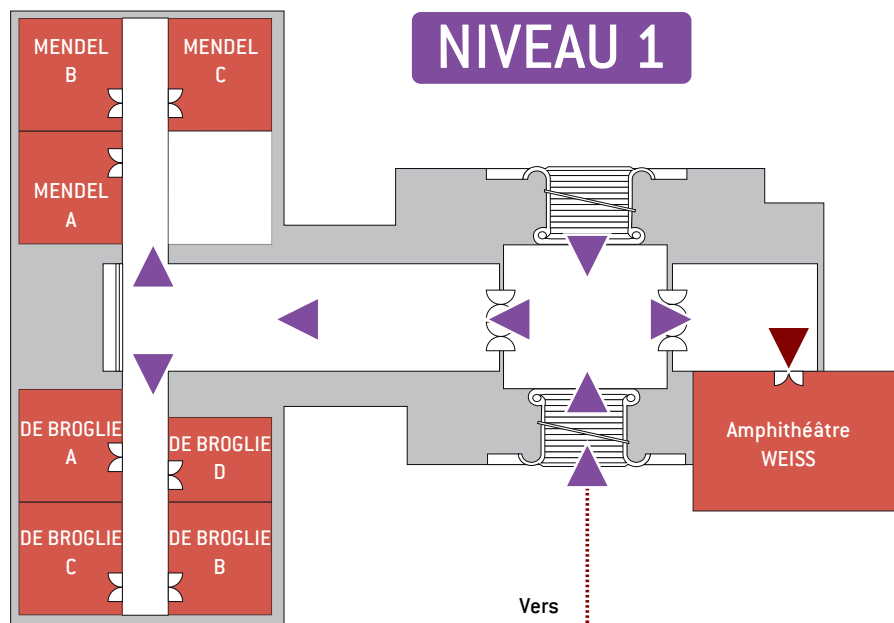 NIVEAU 1
MENDEL
B
MENDEL
C
MENDEL
A
DE BROGLIE
A
DE BROGLIE
D
Amphithéâtre
WEISS
DE BROGLIE
C
DE BROGLIE
B
Vers